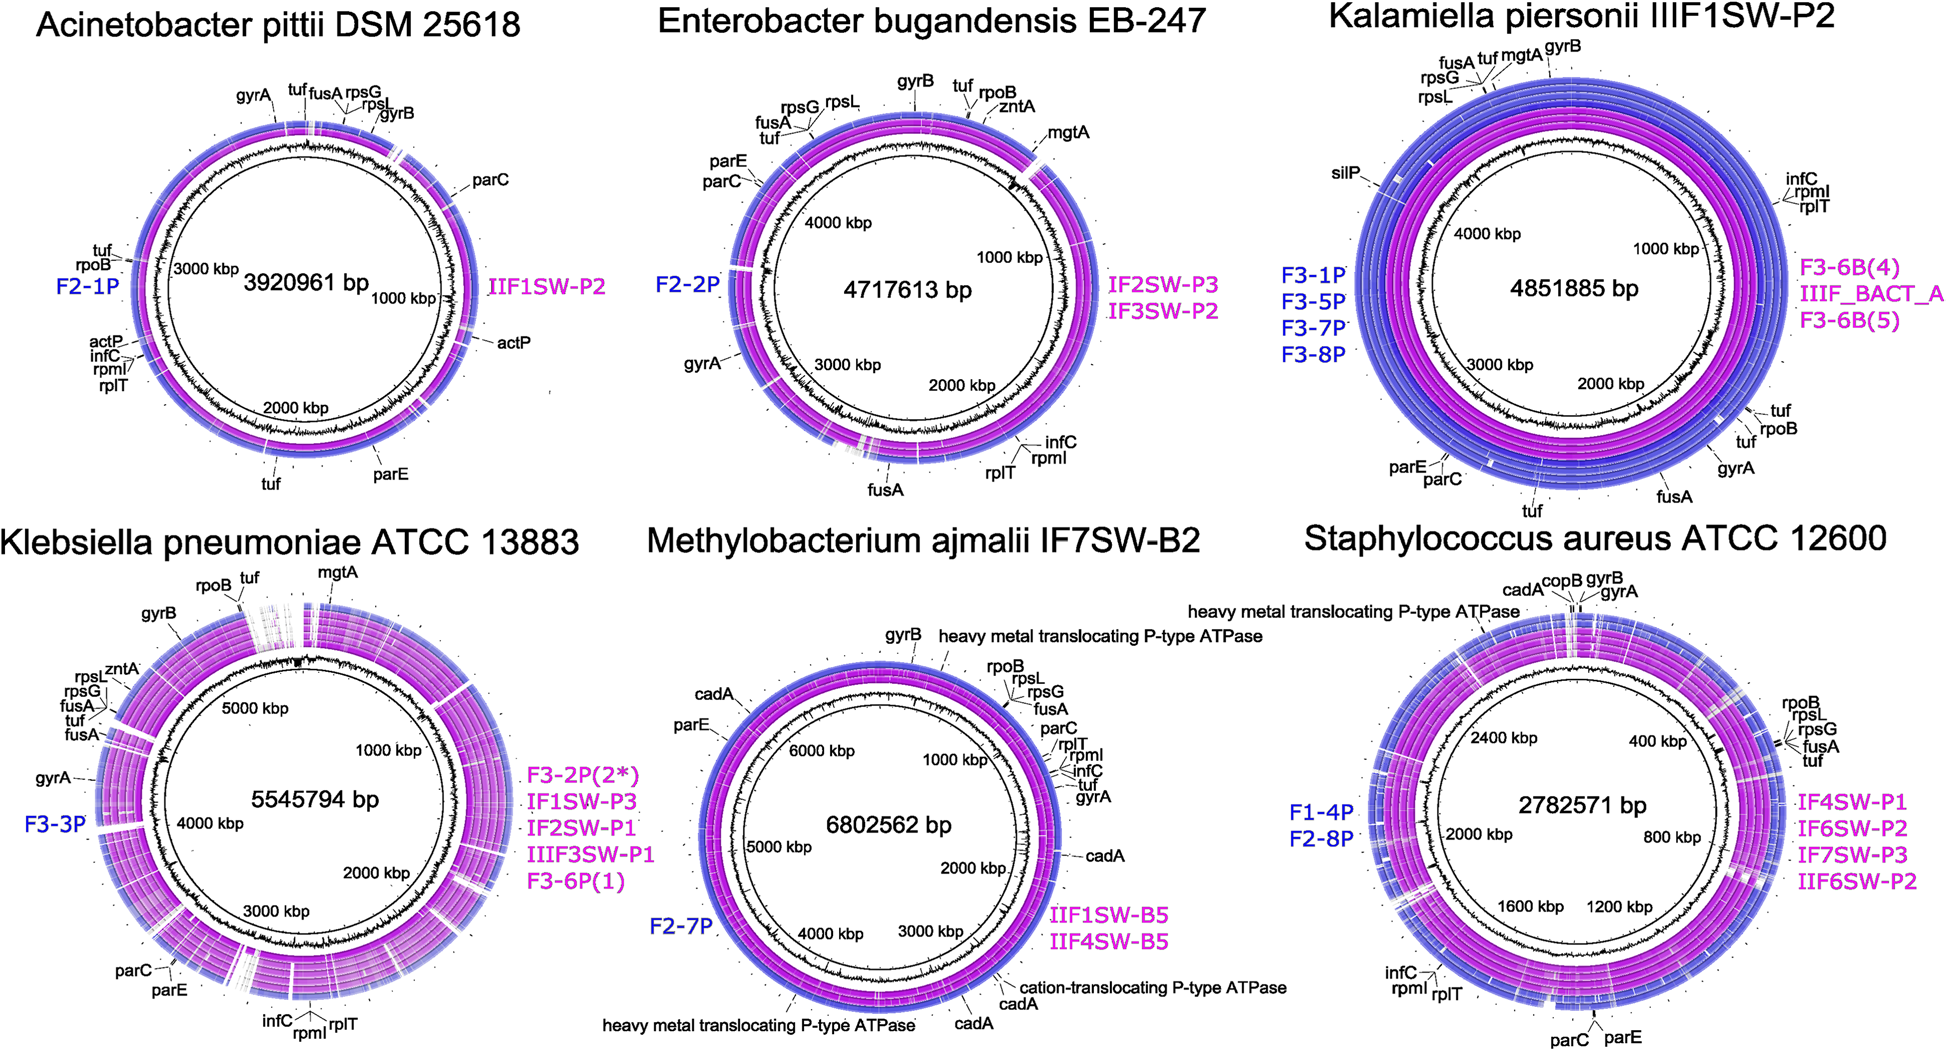 Acinetobacter pittii DSM 25618
gyrA
tuf
fusA
rpsG
rpsL
gyrB
parC
tuf
rpoB
F2-1P
3000 kbp
3920961 bp
1000 kbp
IIF1SW-P2
actP
infC
rpmI
rplT
actP
2000 kbp
tuf
parE
Enterobacter bugandensis EB-247
gyrB
tuf
rpoB
zntA
mgtA
rpsL
rpsG
fusA
tuf
parE
parC
4000 kbp
1000 kbp
F2-2P
4717613 bp
IF2SW-P3
IF3SW-P2
gyrA
3000 kbp
2000 kbp
infC
rpmI
rplT
fusA
Kalamiella piersonii IIIF1SW-P2
gyrB
mgtA
tuf
fusA
rpsG
rpsL
silP
infC
rpmI
rplT
4000 kbp
1000 kbp
F3-1P
F3-5P
F3-7P
F3-8P
4851885 bp
F3-6B(4)
IIIF_BACT_A
F3-6B(5)
3000 kbp
2000 kbp
tuf
rpoB
tuf
gyrA
parE
parC
fusA
tuf
Klebsiella pneumoniae ATCC 13883
mgtA
tuf
rpoB
gyrB
zntA
rpsL
rpsG
fusA
tuf
fusA
gyrA
5000 kbp
1000 kbp
F3-3P
5545794 bp
4000 kbp
F3-2P(2*)
IF1SW-P3
IF2SW-P1
IIIF3SW-P1
F3-6P(1)
2000 kbp
3000 kbp
parC
parE
infC
rpmI
rplT
Methylobacterium ajmalii IF7SW-B2
gyrB
heavy metal translocating P-type ATPase
rpoB
rpsL
rpsG
fusA
parC
rplT
rpmI
infC
tuf
gyrA
cadA
parE
6000 kbp
1000 kbp
6802562 bp
5000 kbp
2000 kbp
cadA
F2-7P
4000 kbp
3000 kbp
IIF1SW-B5
IIF4SW-B5
cation-translocating P-type ATPase
cadA
cadA
heavy metal translocating P-type ATPase
Staphylococcus aureus ATCC 12600
cadA
copB
gyrB
gyrA
heavy metal translocating P-type ATPase
rpoB
rpsL
rpsG
fusA
tuf
2400 kbp
400 kbp
F1-4P
F2-8P
2782571 bp
2000 kbp
800 kbp
IF4SW-P1
IF6SW-P2
IF7SW-P3
IIF6SW-P2
1600 kbp
1200 kbp
infC
rpmI
rplT
parC
parE